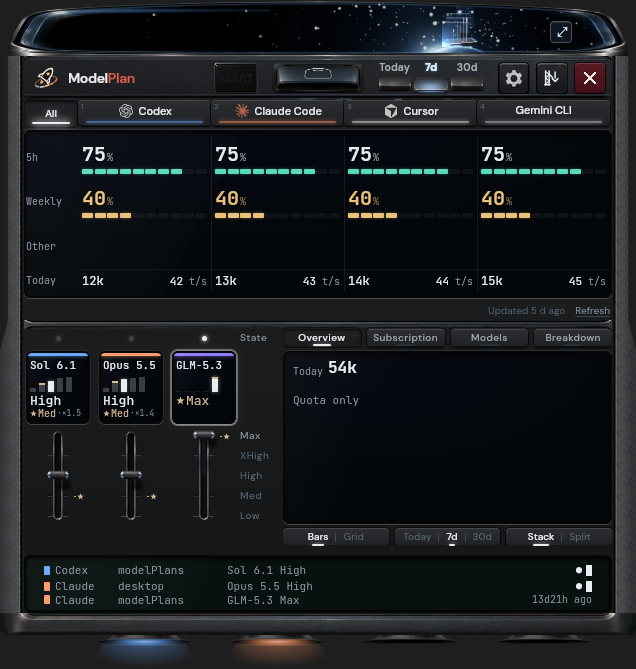 ModelPlan ALERT Today 7d 30d
All 1 Codex 2 Claude Code 3 Cursor 4 Gemini CLI
5h 75% 75% 75% 75%
Weekly 40% 40% 40% 40%
Other
Today 12k 42 t/s 13k 43 t/s 14k 44 t/s 15k 45 t/s
Updated 5 d ago Refresh
State Overview Subscription Models Breakdown
Sol 6.1 Opus 5.5 GLM-5.3
High High ★Max
★Med·×1.5 ★Med·×1.4
Today 54k
Quota only
Max
XHigh
High
Med
Low
Bars | Grid Today | 7d | 30d Stack | Split
Codex modelPlans Sol 6.1 High
Claude desktop Opus 5.5 High
Claude modelPlans GLM-5.3 Max 13d21h ago